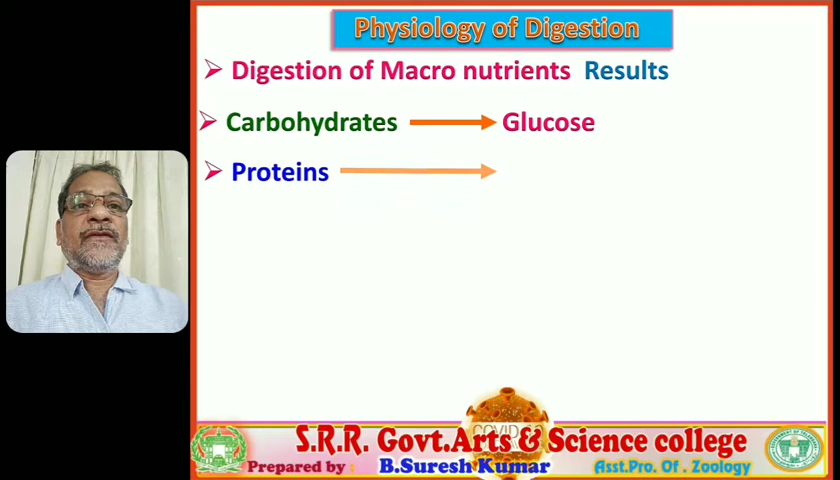 Physiology of Digestion
Digestion of Macro nutrients Results
Carbohydrates Glucose
Proteins
S.R.R. Govt.Arts & Science college
Prepared by : B.Suresh Kumar Asst.Pro. Of . Zoology